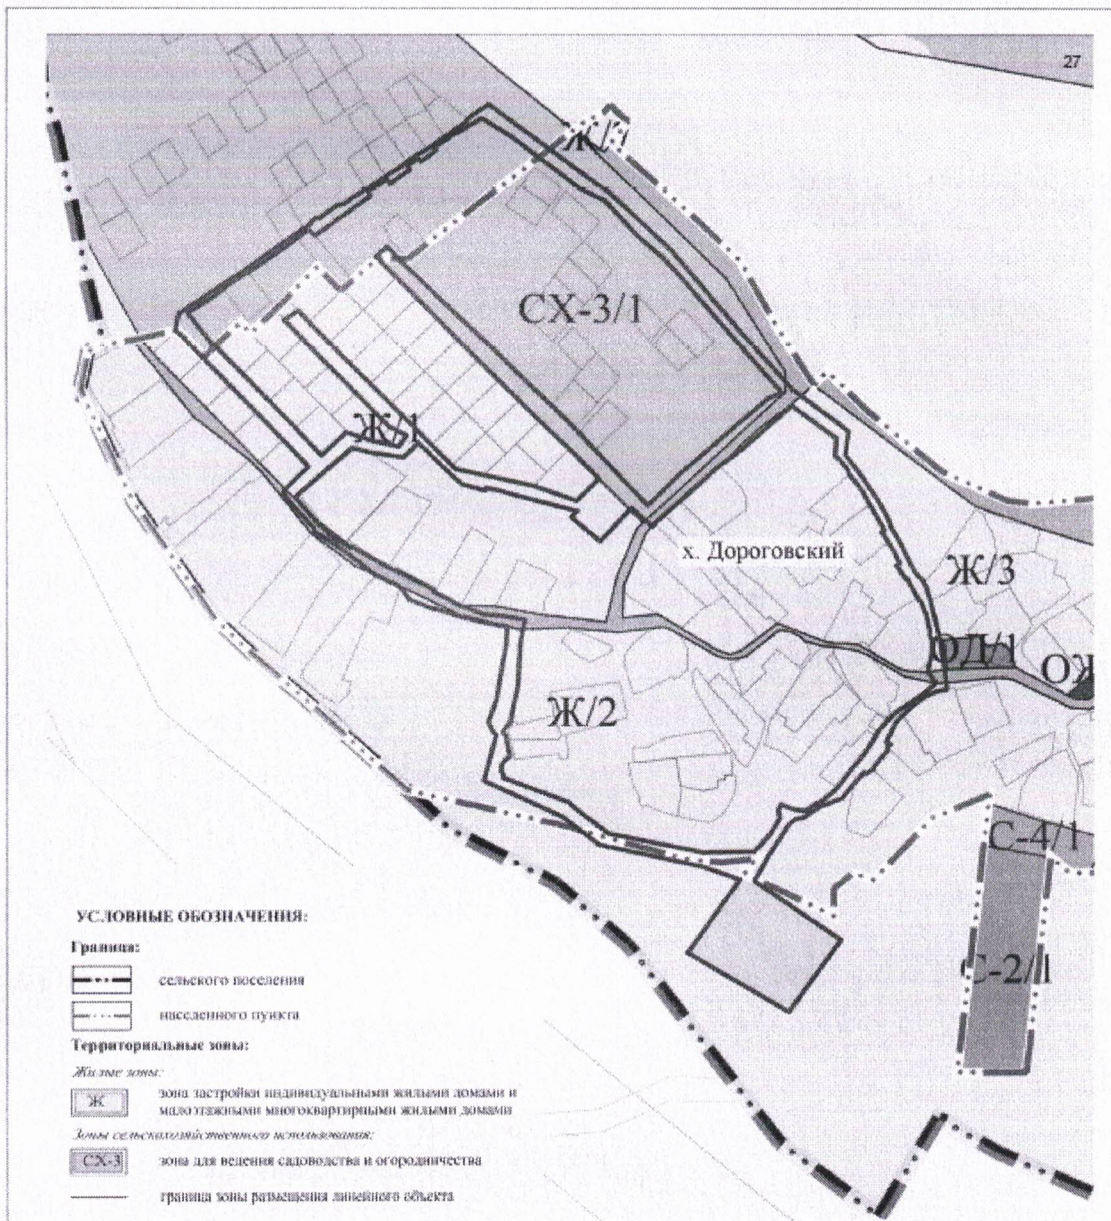 27
Ж/1
СХ-3/1
Ж/1
х. Дороговский
Ж/3
ОД/1
ОЖ
Ж/2
С-4/1
С-2/1
УСЛОВНЫЕ ОБОЗНАЧЕНИЯ:
Граница:
сельского поселения
населенного пункта
Территориальные зоны:
Жилые зоны:
Ж
зона застройки индивидуальными жилыми домами и
малоэтажными многоквартирными жилыми домами
Зоны сельскохозяйственного использования:
СХ-3
зона для ведения садоводства и огородничества
граница зоны размещения линейного объекта